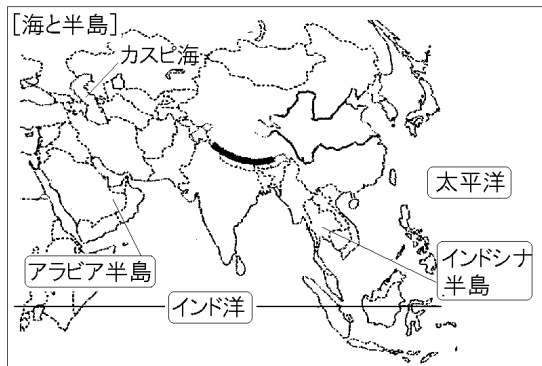 [海と半島]
カスピ海
太平洋
アラビア半島
インドシナ
半島
インド洋